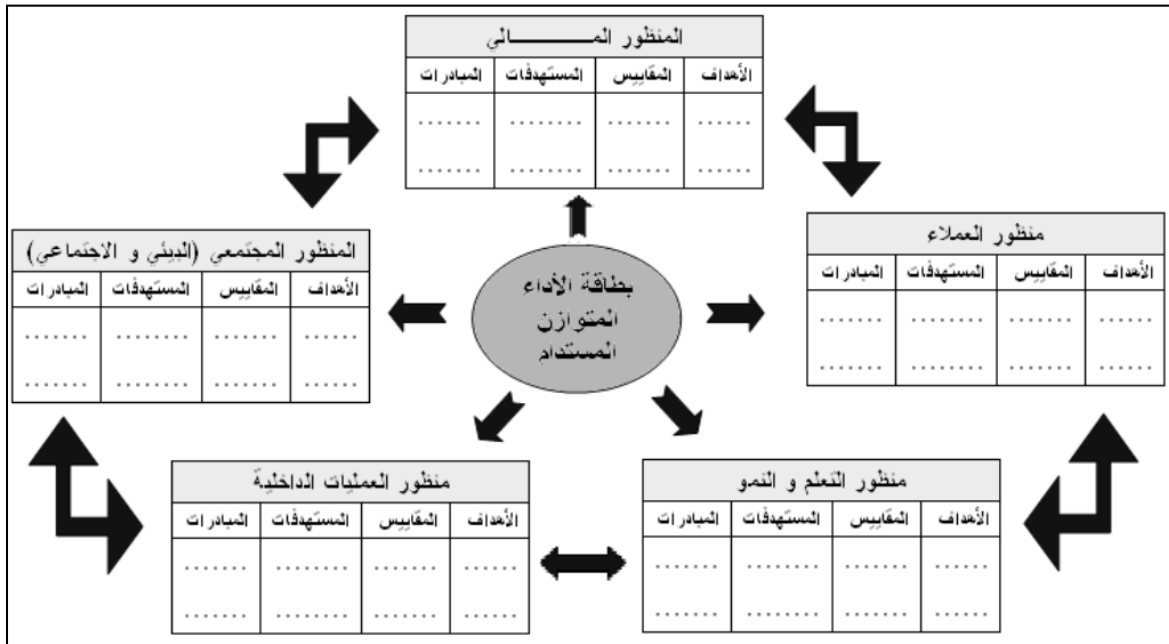 المنظور المـــــــــالي
الأهداف المقاييس المستهدفات المبادرات
...... ....... ........ .......
...... ....... ........ .......
منظور العملاء
الأهداف المقاييس المستهدفات المبادرات
...... ....... ........ .......
...... ....... ........ .......
المنظور المجتمعي (البيئي و الاجتماعي)
الأهداف المقاييس المستهدفات المبادرات
...... ....... ........ .......
...... ....... ........ .......
بطاقة الأداء
المتوازن
المستدام
منظور التعلم و النمو
الأهداف المقاييس المستهدفات المبادرات
...... ....... ........ .......
...... ....... ........ .......
منظور العمليات الداخلية
الأهداف المقاييس المستهدفات المبادرات
...... ....... ........ .......
...... ....... ........ .......